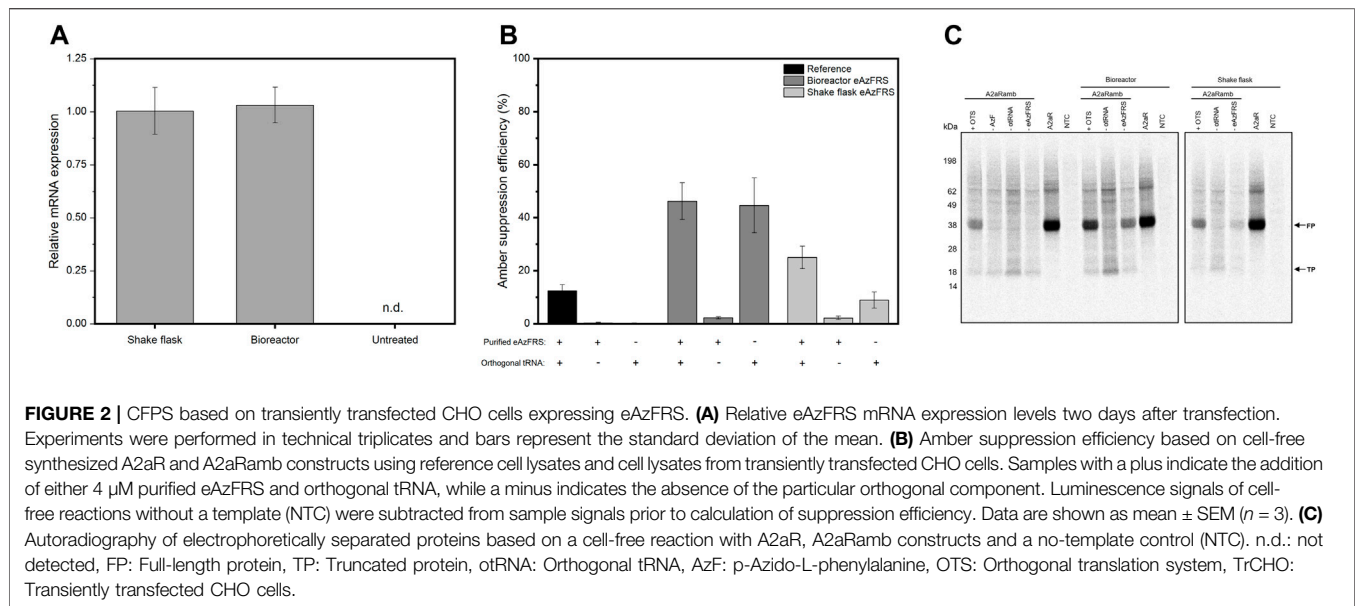 A
Relative mRNA expression
1.25
1.00
0.75
0.50
0.25
0.00
n.d.
Shake flask
Bioreactor
Untreated
B
Amber suppression efficiency (%)
100
80
60
40
20
0
Reference
Bioreactor eAzFRS
Shake flask eAzFRS
Purified eAzFRS: + + - + + - + + -
Orthogonal tRNA: + - + + - + + - +
C
Bioreactor
Shake flask
A2aRamb
A2aRamb
A2aRamb
+ OTS
- AzF
- otRNA
- eAzFRS
A2aR
NTC
+ OTS
- otRNA
- eAzFRS
A2aR
NTC
+ OTS
- otRNA
- eAzFRS
A2aR
NTC
kDa
198
62
49
38
28
18
14
FP
TP
FIGURE 2 | CFPS based on transiently transfected CHO cells expressing eAzFRS. (A) Relative eAzFRS mRNA expression levels two days after transfection.
Experiments were performed in technical triplicates and bars represent the standard deviation of the mean. (B) Amber suppression efficiency based on cell-free
synthesized A2aR and A2aRamb constructs using reference cell lysates and cell lysates from transiently transfected CHO cells. Samples with a plus indicate the addition
of either 4 µM purified eAzFRS and orthogonal tRNA, while a minus indicates the absence of the particular orthogonal component. Luminescence signals of cell-
free reactions without a template (NTC) were subtracted from sample signals prior to calculation of suppression efficiency. Data are shown as mean ± SEM (n = 3). (C)
Autoradiography of electrophoretically separated proteins based on a cell-free reaction with A2aR, A2aRamb constructs and a no-template control (NTC). n.d.: not
detected, FP: Full-length protein, TP: Truncated protein, otRNA: Orthogonal tRNA, AzF: p-Azido-L-phenylalanine, OTS: Orthogonal translation system, TrCHO:
Transiently transfected CHO cells.